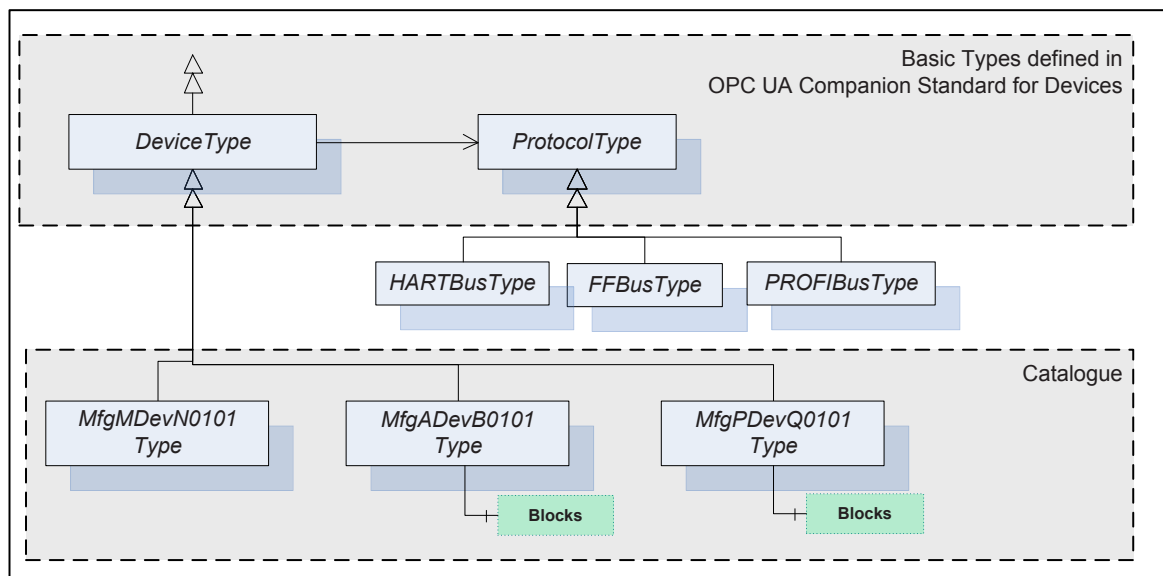 Basic Types defined in
OPC UA Companion Standard for Devices
DeviceType
ProtocolType
HARTBusType
FFBusType
PROFIBusType
Catalogue
MfgMDevN0101
Type
MfgADevB0101
Type
MfgPDevQ0101
Type
Blocks
Blocks